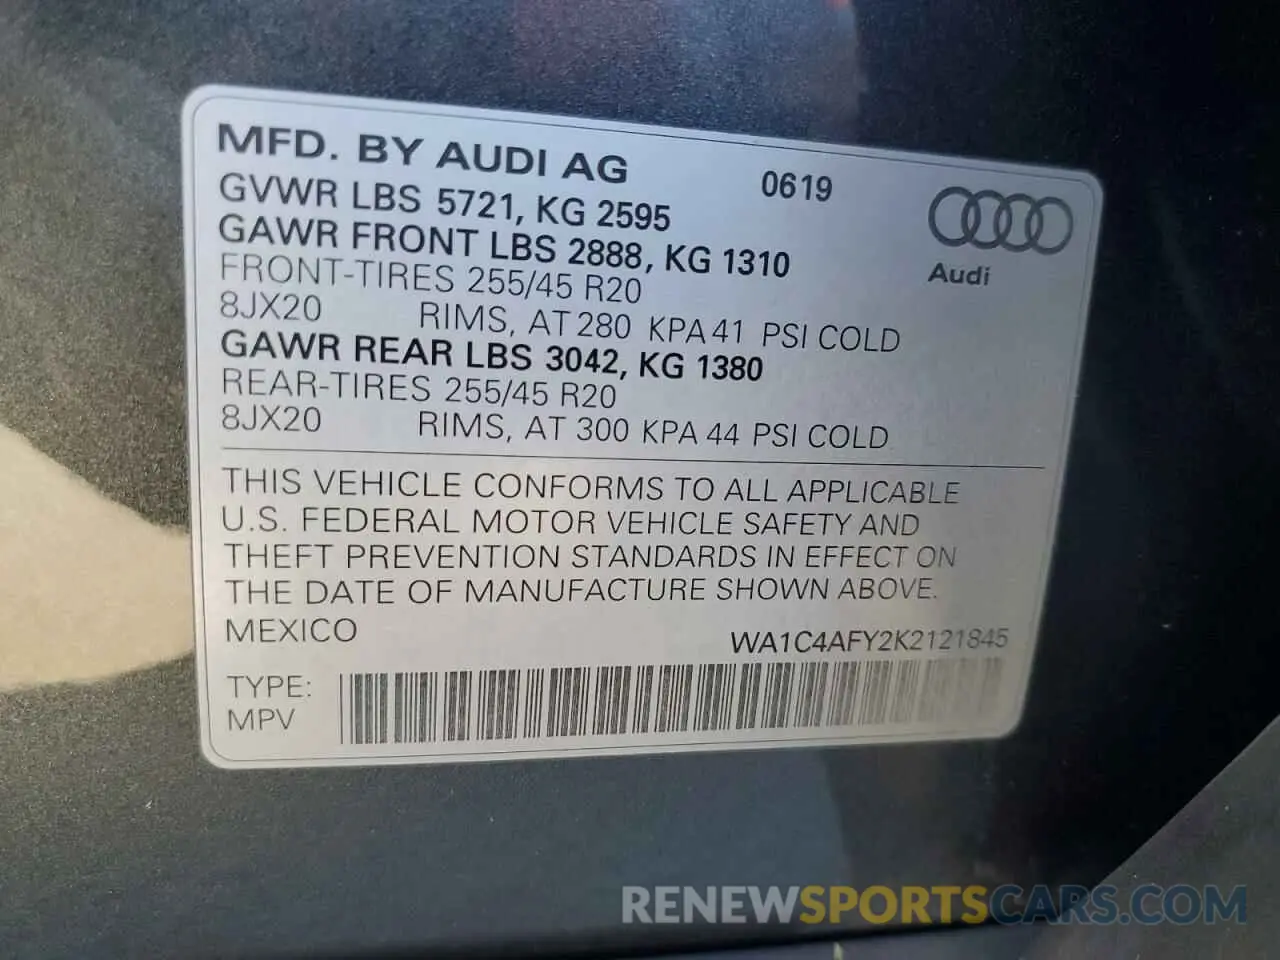 MFD. BY AUDI AG 0619
GVWR LBS 5721, KG 2595
GAWR FRONT LBS 2888, KG 1310
Audi
FRONT-TIRES 255/45 R20
8JX20 RIMS, AT 280 KPA 41 PSI COLD
GAWR REAR LBS 3042, KG 1380
REAR-TIRES 255/45 R20
8JX20 RIMS, AT 300 KPA 44 PSI COLD
THIS VEHICLE CONFORMS TO ALL APPLICABLE
U.S. FEDERAL MOTOR VEHICLE SAFETY AND
THEFT PREVENTION STANDARDS IN EFFECT ON
THE DATE OF MANUFACTURE SHOWN ABOVE.
MEXICO WA1C4AFY2K2121845
TYPE:
MPV
RENEWSPORTSCARS.COM